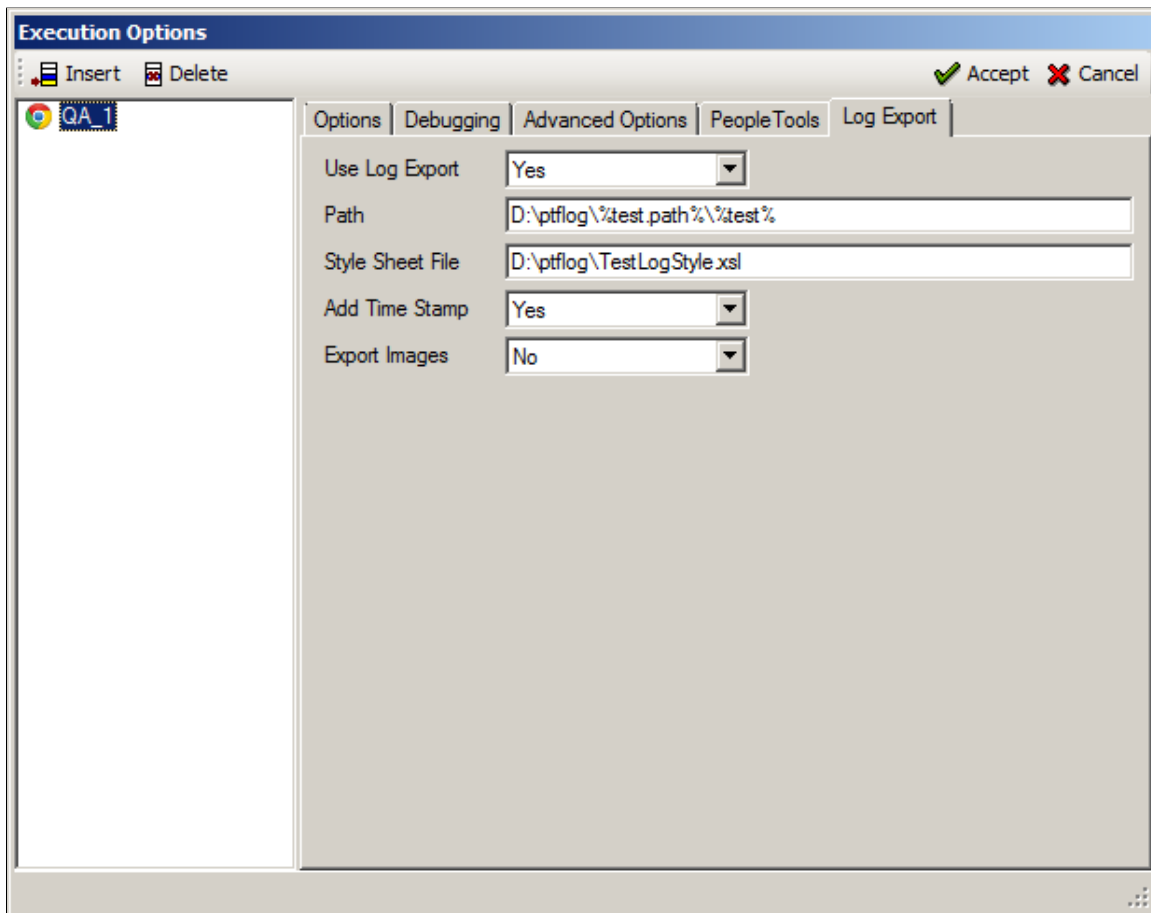 Execution Options
Insert Delete Accept Cancel
QA_1
Options Debugging Advanced Options PeopleTools Log Export
Use Log Export Yes
Path D:\ptflog\%test.path%\%test%
Style Sheet File D:\ptflog\TestLogStyle.xsl
Add Time Stamp Yes
Export Images No